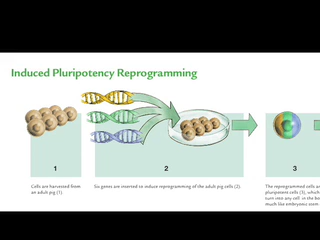 Induced Pluripotency Reprogramming
1
2
3
Cells are harvested from
an adult pig (1).
Six genes are inserted to induce reprogramming of the adult pig cells (2).
The reprogrammed cells a
pluripotent cells (3), which
turn into any cell in the b
much like embryonic stem